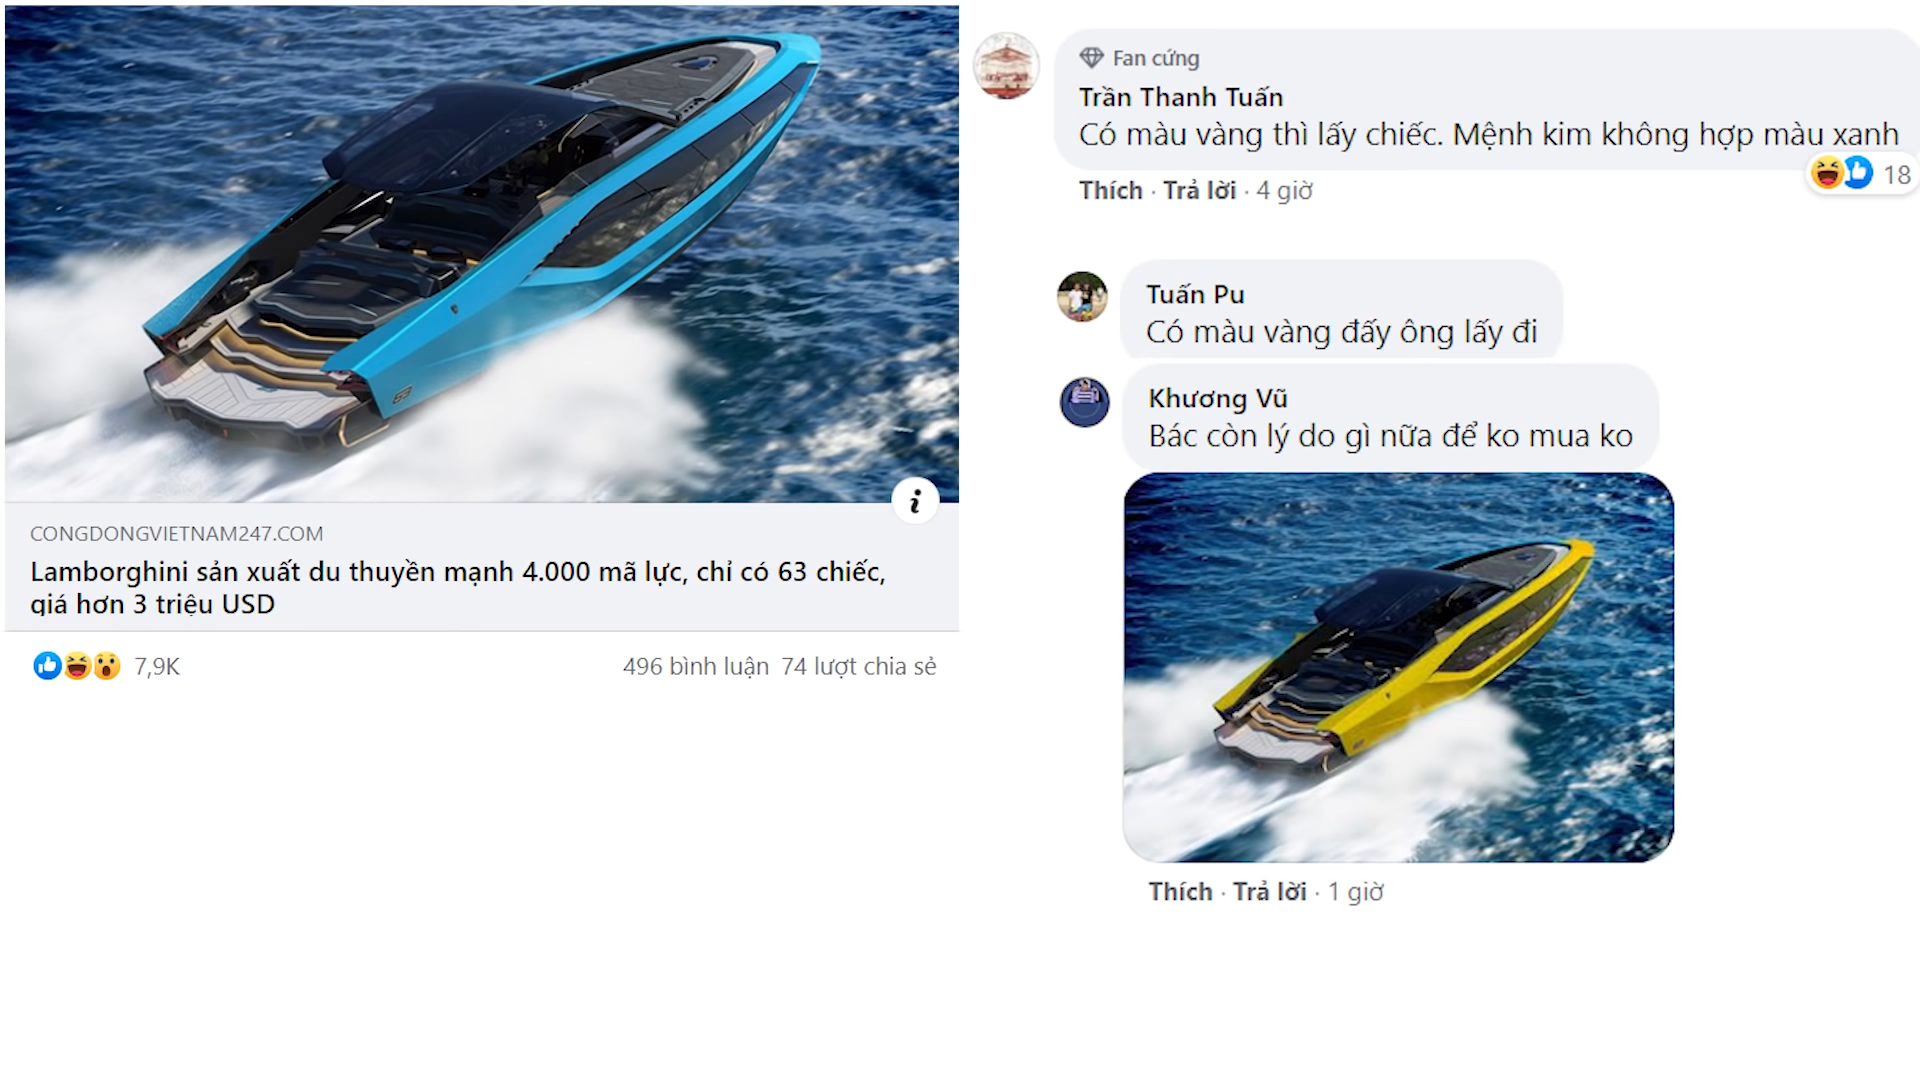 CONGDONGVIETNAM247.COM
Lamborghini sản xuất du thuyền mạnh 4.000 mã lực, chỉ có 63 chiếc,
giá hơn 3 triệu USD
7,9K
496 bình luận 74 lượt chia sẻ
Fan cứng
Trần Thanh Tuấn
Có màu vàng thì lấy chiếc. Mệnh kim không hợp màu xanh
18
Thích · Trả lời · 4 giờ
Tuấn Pu
Có màu vàng đấy ông lấy đi
Khương Vũ
Bác còn lý do gì nữa để ko mua ko
Thích · Trả lời · 1 giờ